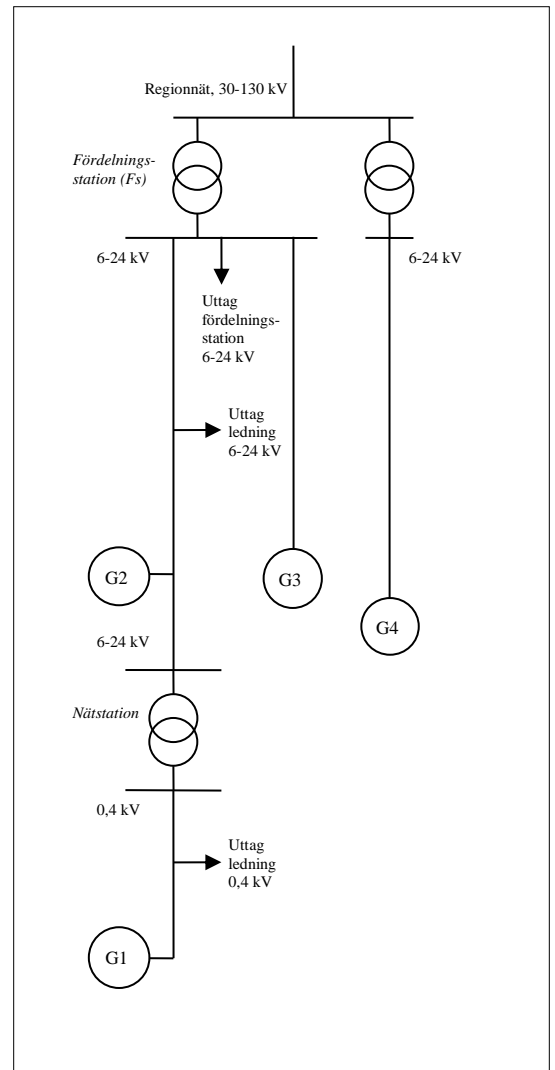 Regionnät, 30-130 kV
Fördelnings-
station (Fs)
6-24 kV
6-24 kV
Uttag
fördelnings-
station
6-24 kV
Uttag
ledning
6-24 kV
G2
G3
G4
6-24 kV
Nätstation
0,4 kV
Uttag
ledning
0,4 kV
G1